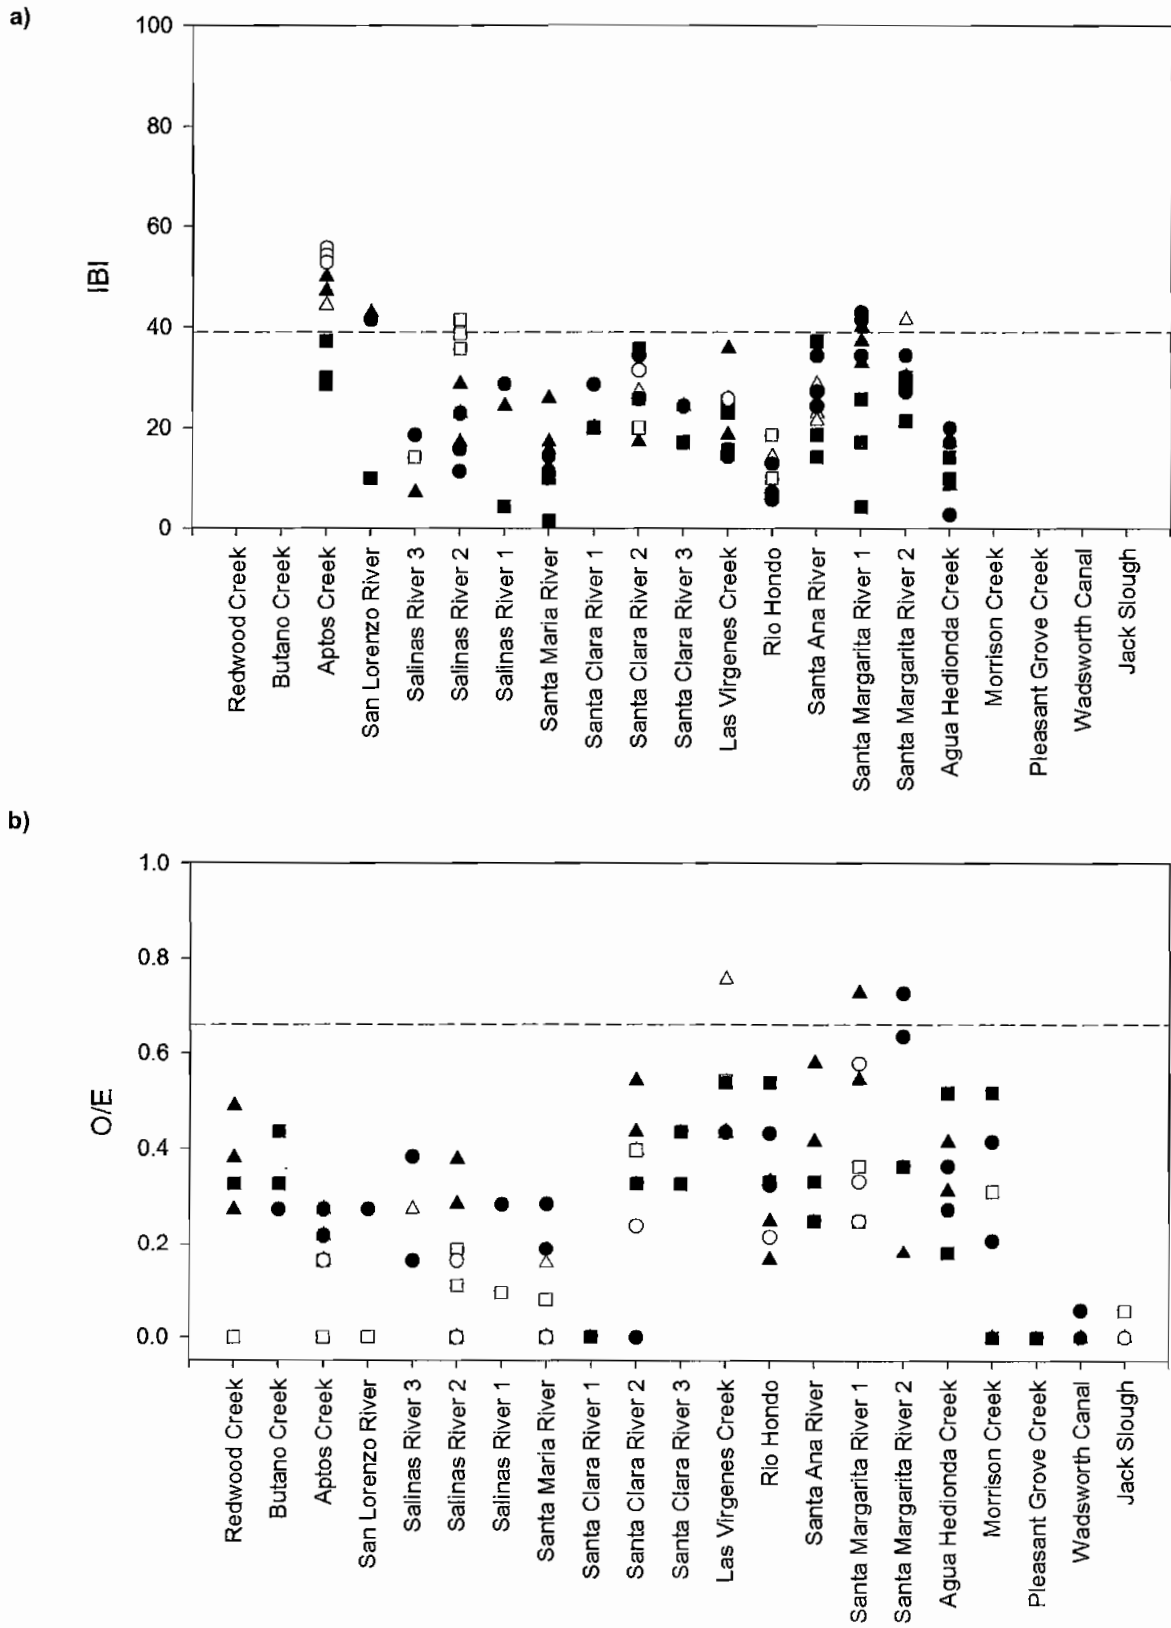 a)
100
80
60
40
20
0
IBI
Redwood Creek
Butano Creek
Aptos Creek
San Lorenzo River
Salinas River 3
Salinas River 2
Salinas River 1
Santa Maria River
Santa Clara River 1
Santa Clara River 2
Santa Clara River 3
Las Virgenes Creek
Rio Hondo
Santa Ana River
Santa Margarita River 1
Santa Margarita River 2
Agua Hedionda Creek
Morrison Creek
Pleasant Grove Creek
Wadsworth Canal
Jack Slough
b)
1.0
0.8
0.6
0.4
0.2
0.0
O/E
Redwood Creek
Butano Creek
Aptos Creek
San Lorenzo River
Salinas River 3
Salinas River 2
Salinas River 1
Santa Maria River
Santa Clara River 1
Santa Clara River 2
Santa Clara River 3
Las Virgenes Creek
Rio Hondo
Santa Ana River
Santa Margarita River 1
Santa Margarita River 2
Agua Hedionda Creek
Morrison Creek
Pleasant Grove Creek
Wadsworth Canal
Jack Slough